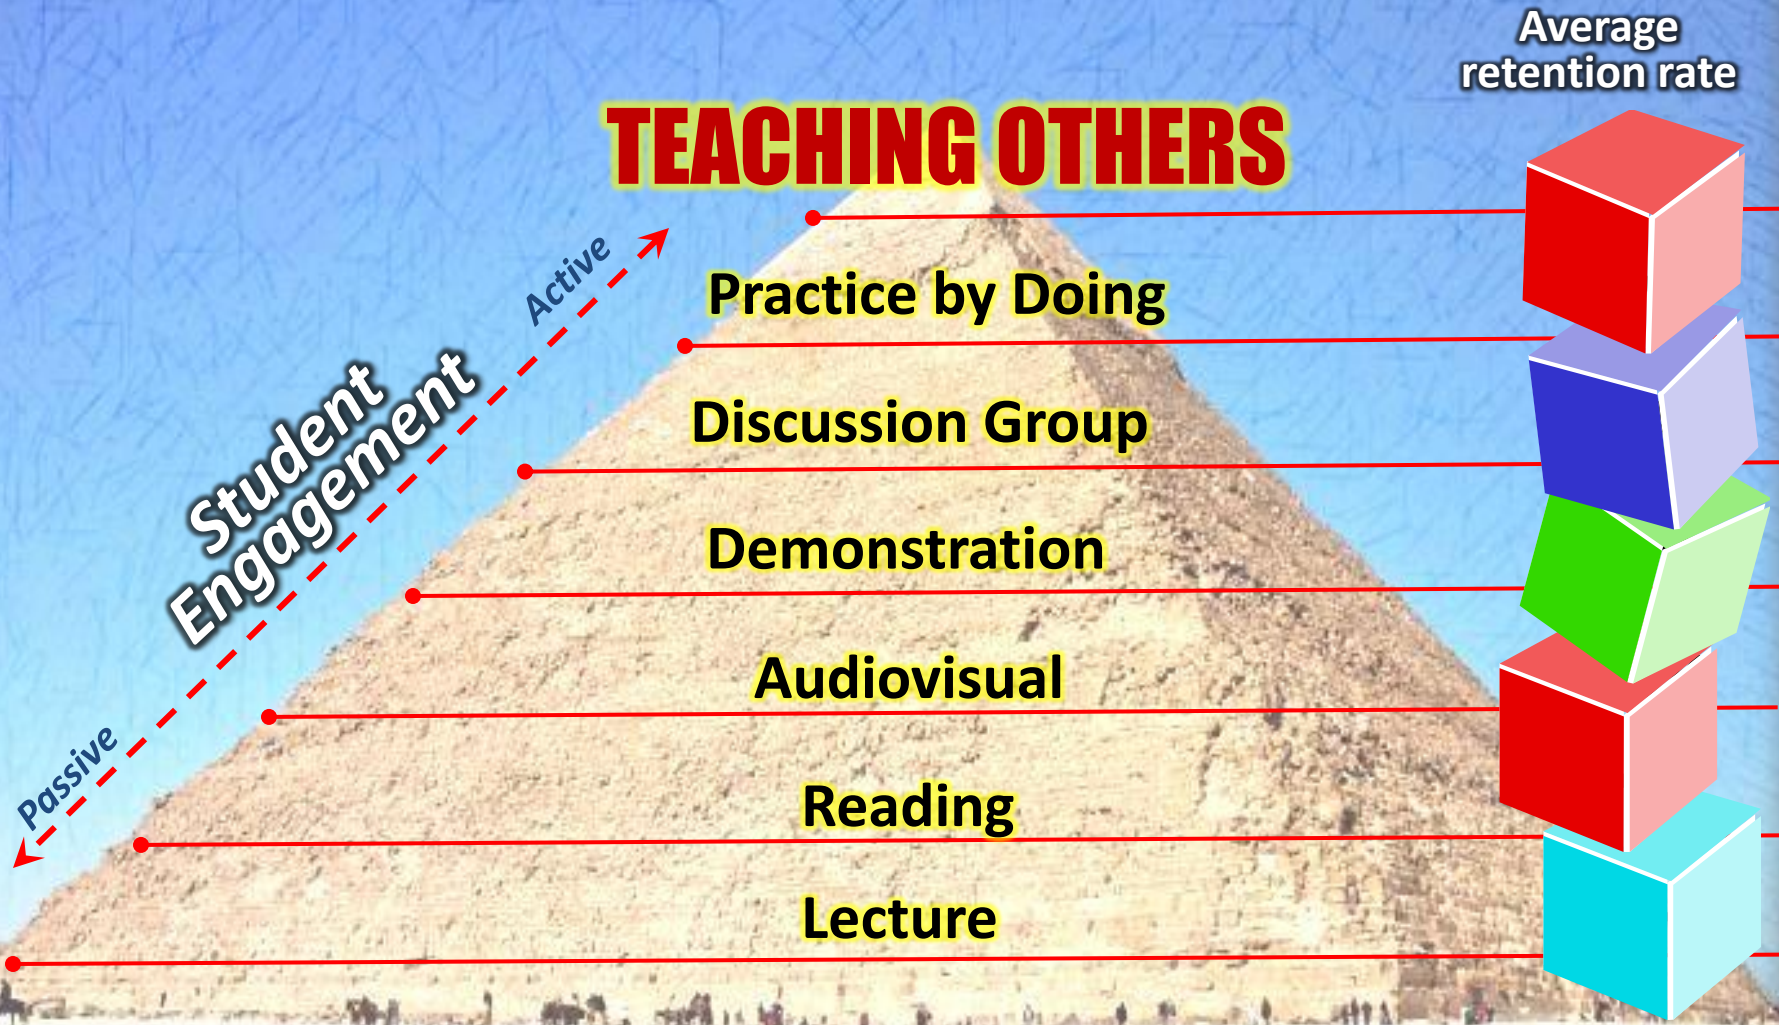 Average
retention rate
TEACHING OTHERS
Active
Practice by Doing
Student
Engagement
Discussion Group
Demonstration
Audiovisual
Passive
Reading
Lecture